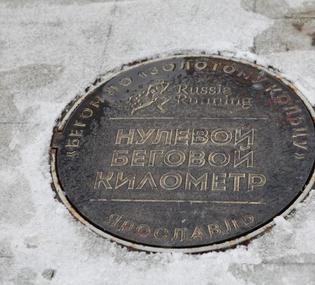 «БЕГОМ ПО ЗОЛОТОМУ КОЛЬЦУ»
Russia
Running
НУЛЕВОЙ
БЕГОВОЙ
КИЛОМЕТР
ЯРОСЛАВЛЬ